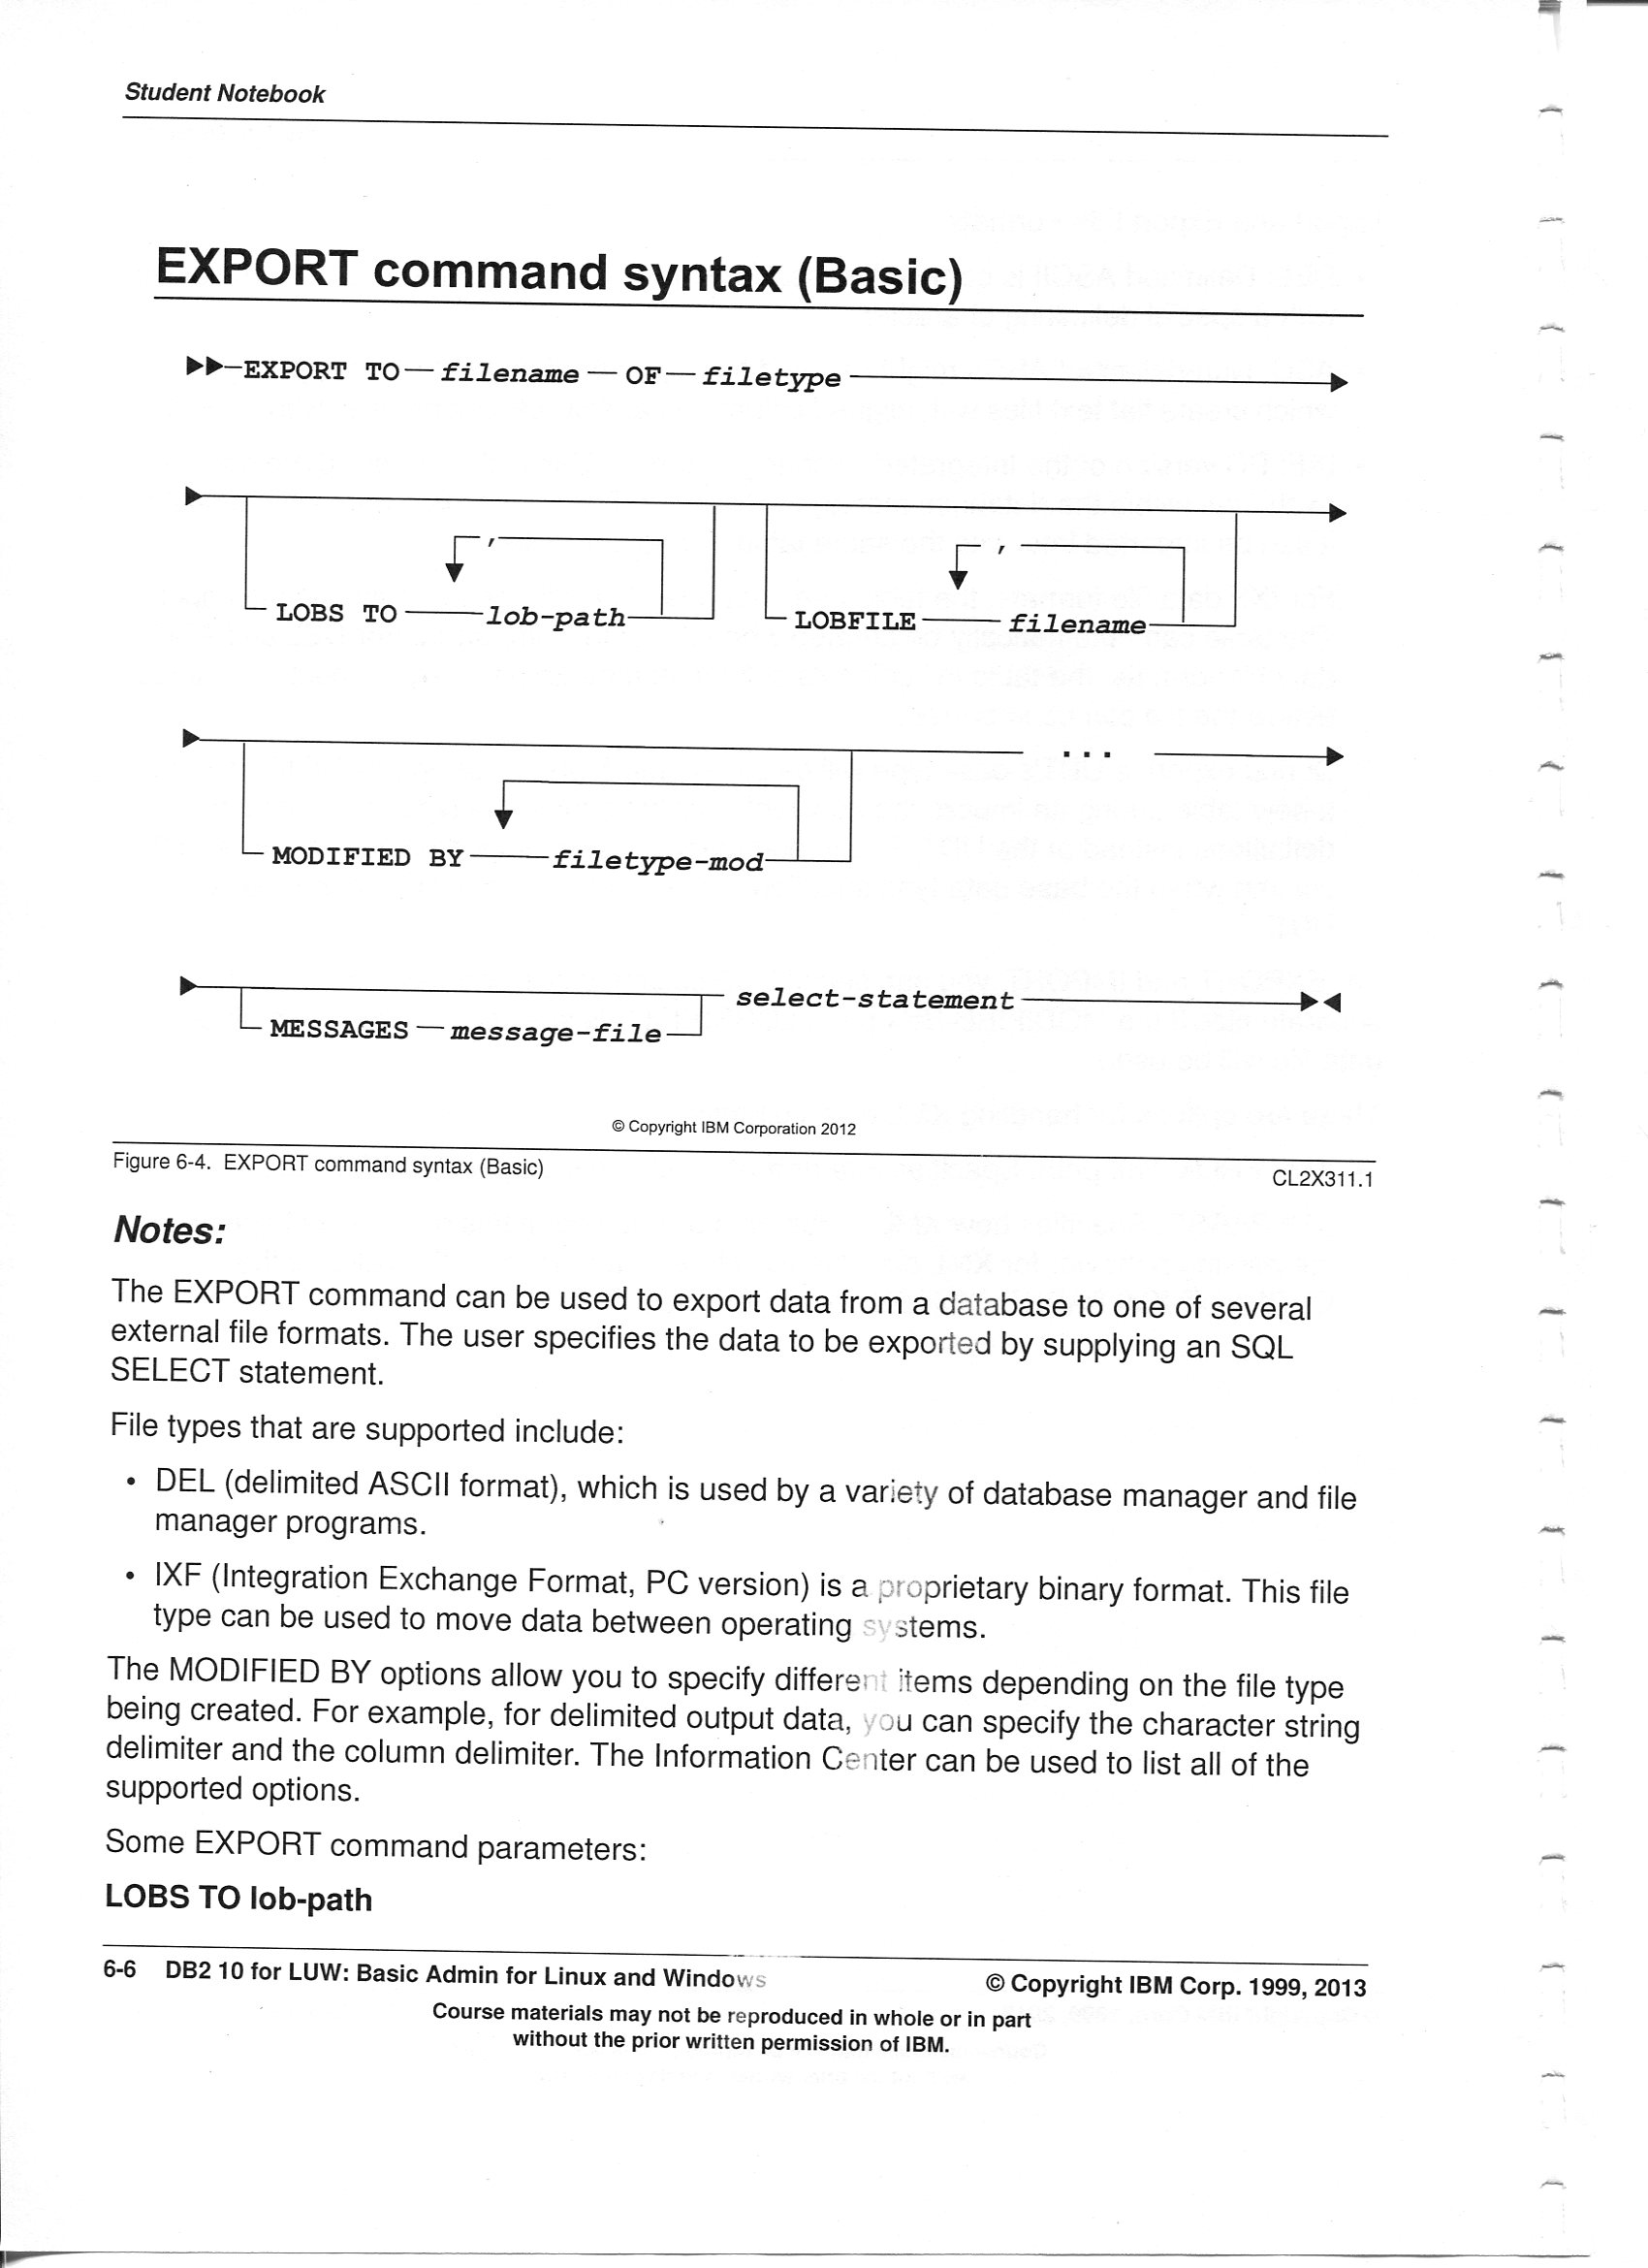 Student Notebook
EXPORT command syntax (Basic)
EXPORT TO filename OF filetype
, ,
LOBS TO lob-path LOBFILE filename
...
MODIFIED BY filetype-mod
select-statement
MESSAGES message-file
© Copyright IBM Corporation 2012
Figure 6-4. EXPORT command syntax (Basic)
CL2X311.1
Notes:
The EXPORT command can be used to export data from a database to one of several
external file formats. The user specifies the data to be exported by supplying an SQL
SELECT statement.
File types that are supported include:
• DEL (delimited ASCII format), which is used by a variety of database manager and file
manager programs.
• IXF (Integration Exchange Format, PC version) is a proprietary binary format. This file
type can be used to move data between operating systems.
The MODIFIED BY options allow you to specify different items depending on the file type
being created. For example, for delimited output data, you can specify the character string
delimiter and the column delimiter. The Information Center can be used to list all of the
supported options.
Some EXPORT command parameters:
LOBS TO lob-path
6-6 DB2 10 for LUW: Basic Admin for Linux and Windows
© Copyright IBM Corp. 1999, 2013
Course materials may not be reproduced in whole or in part
without the prior written permission of IBM.